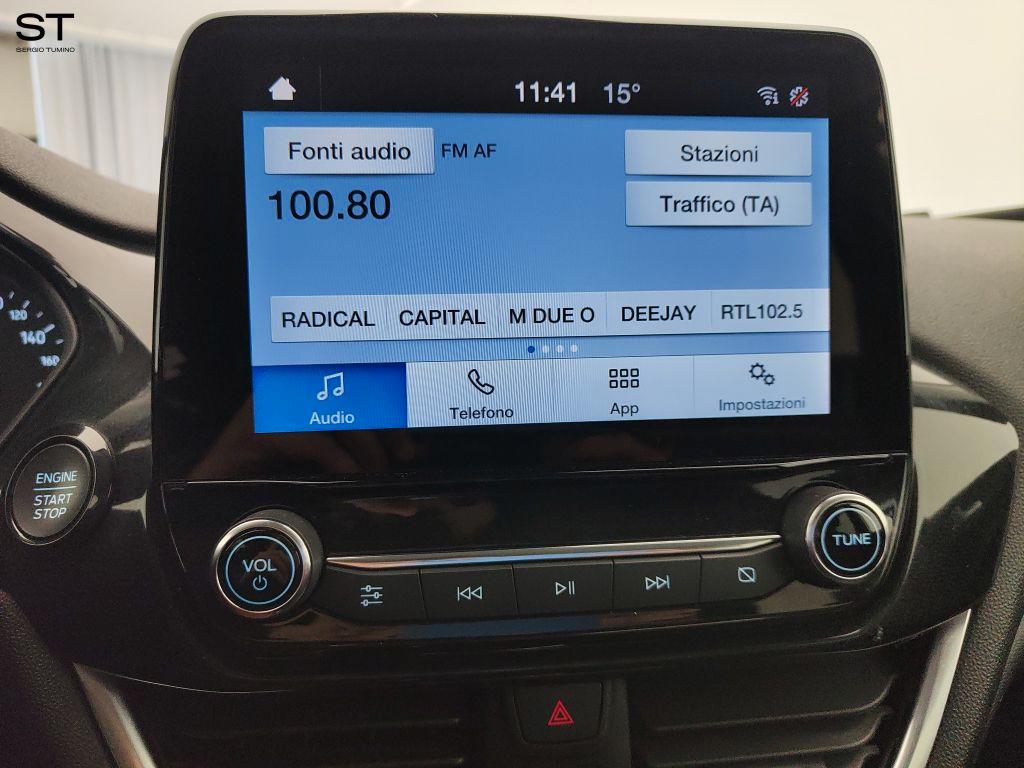 ST
SERGIO TUMINO
11:41 15°
Fonti audio FM AF Stazioni
100.80 Traffico (TA)
RADICAL CAPITAL M DUE O DEEJAY RTL102.5
Audio Telefono App Impostazioni
120
140
160
ENGINE
START
STOP
VOL
TUNE